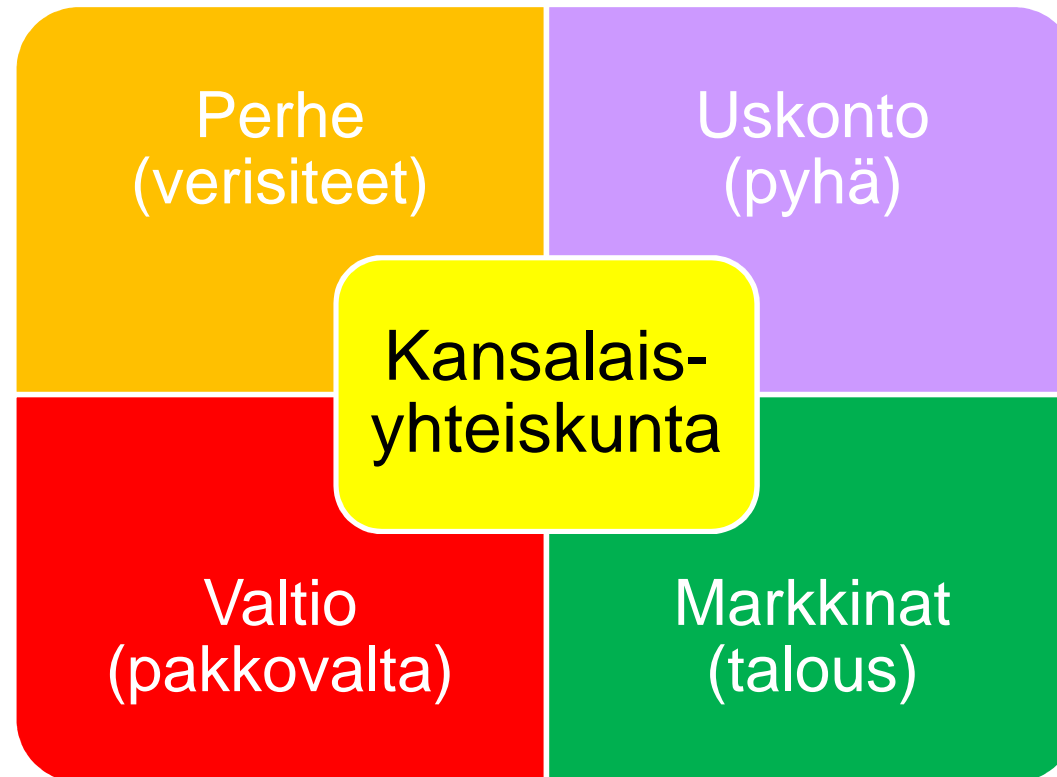 Perhe
(verisiteet)
Uskonto
(pyhä)
Kansalais-
yhteiskunta
Valtio
(pakkovalta)
Markkinat
(talous)